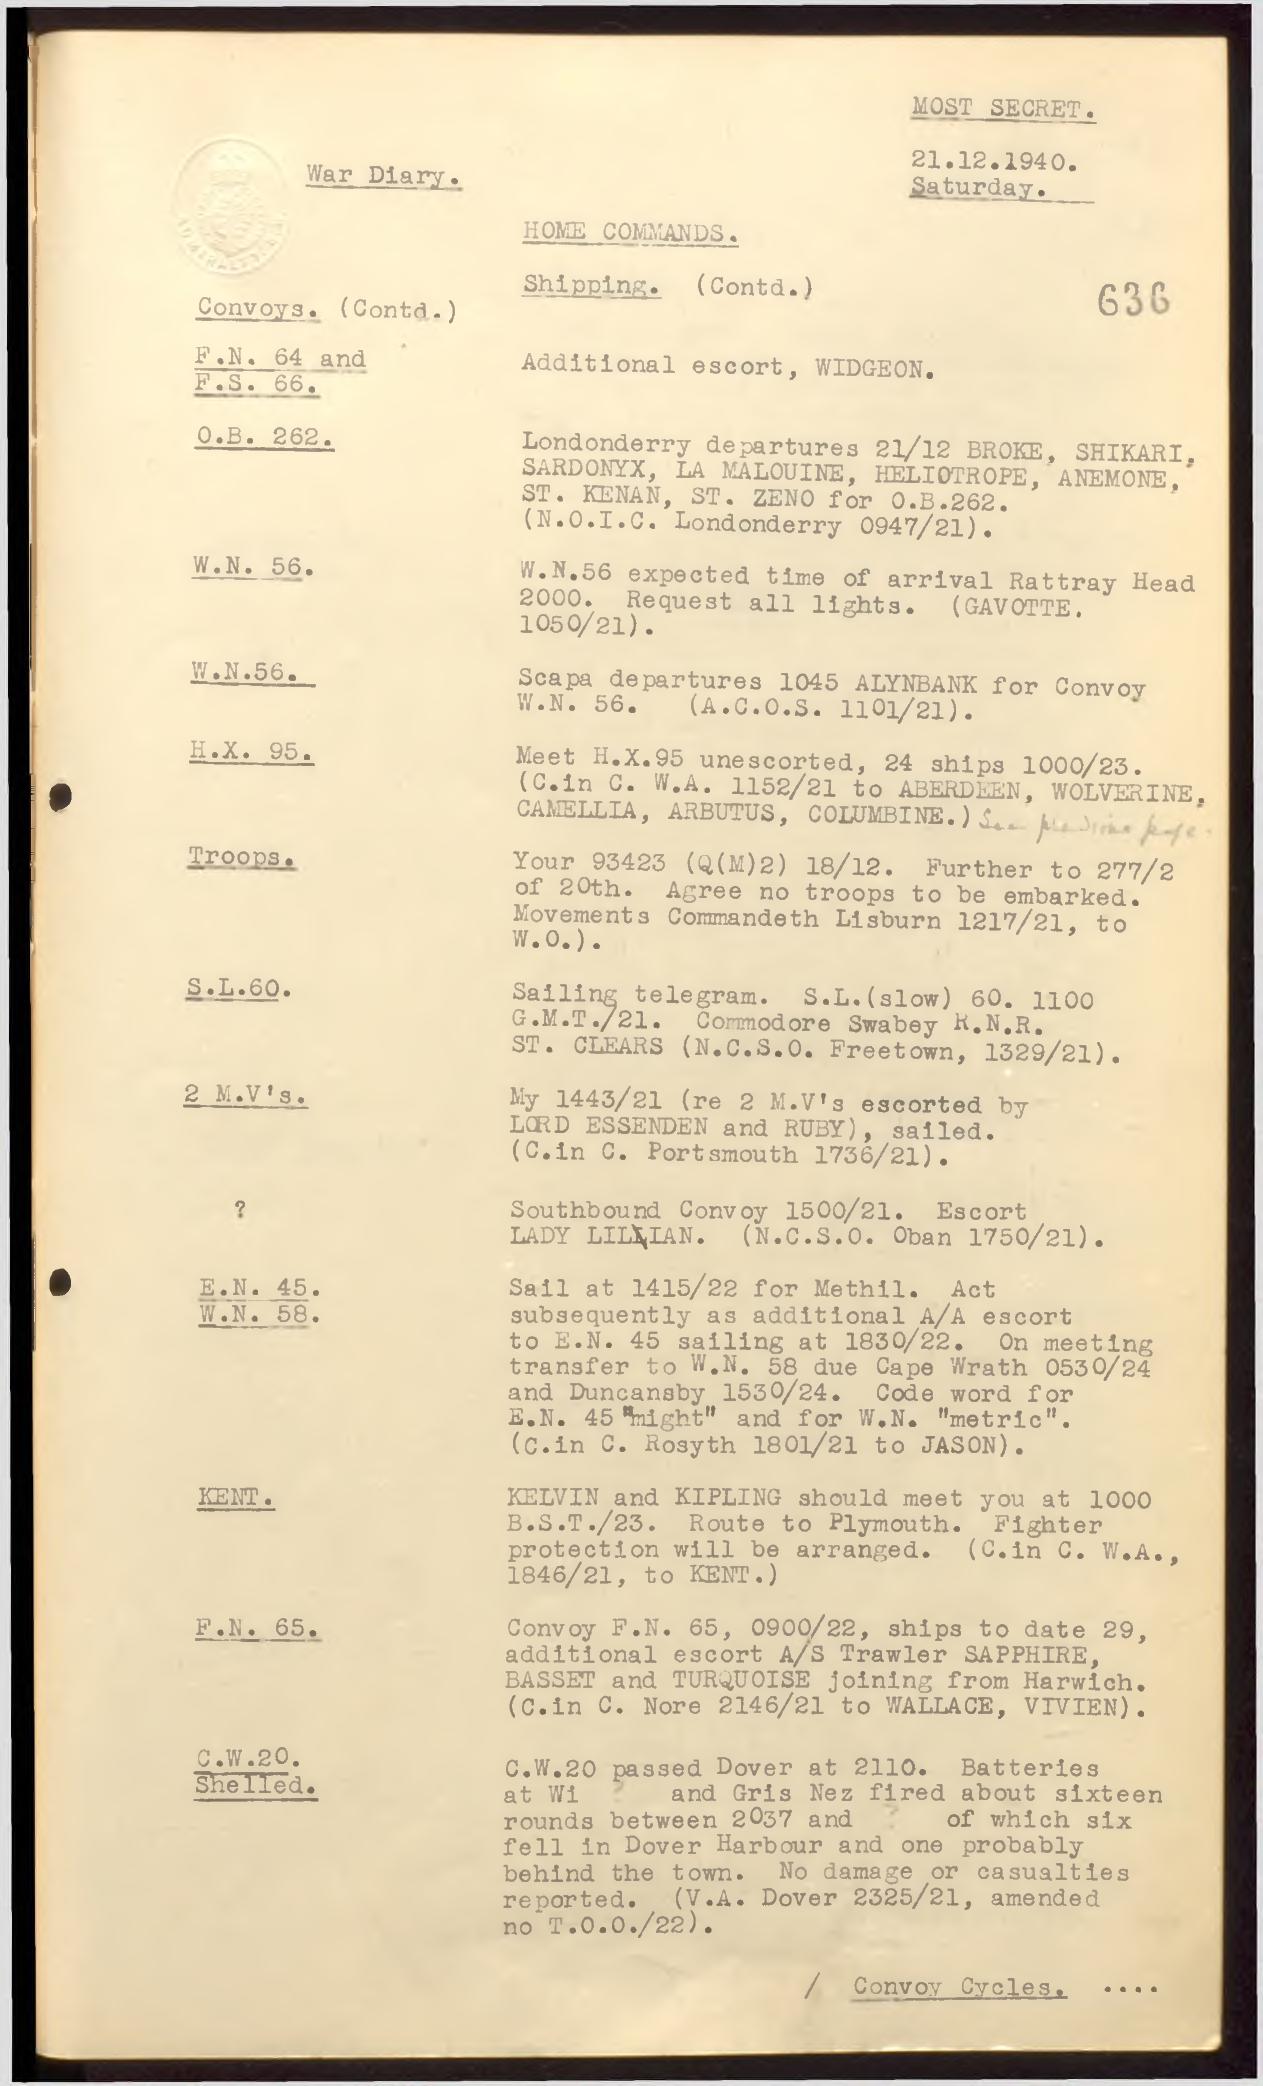 MOST SECRET.
21.12.1940.
Saturday.
War Diary.
HOME COMMANDS.
Shipping. (Contd.)
636
Convoys. (Contd.)
F.N. 64 and
F.S. 66.
Additional escort, WIDGEON.
O.B. 262.
Londonderry departures 21/12 BROKE, SHIKARI,
SARDONYX, LA MALOUINE, HELIOTROPE, ANEMONE,
ST. KENAN, ST. ZENO for O.B.262.
(N.O.I.C. Londonderry 0947/21).
W.N. 56.
W.N.56 expected time of arrival Rattray Head
2000. Request all lights. (GAVOTTE.
1050/21).
W.N.56.
Scapa departures 1045 ALYNBANK for Convoy
W.N. 56. (A.C.O.S. 1101/21).
H.X. 95.
Meet H.X.95 unescorted, 24 ships 1000/23.
(C.in C. W.A. 1152/21 to ABERDEEN, WOLVERINE,
CAMELLIA, ARBUTUS, COLUMBINE.) See previous page.
Troops.
Your 93423 (Q(M)2) 18/12. Further to 277/2
of 20th. Agree no troops to be embarked.
Movements Commandeth Lisburn 1217/21, to
W.O.).
S.L.60.
Sailing telegram. S.L.(slow) 60. 1100
G.M.T./21. Commodore Swabey R.N.R.
ST. CLEARS (N.C.S.O. Freetown, 1329/21).
2 M.V's.
My 1443/21 (re 2 M.V's escorted by
LORD ESSENDEN and RUBY), sailed.
(C.in C. Portsmouth 1736/21).
?
Southbound Convoy 1500/21. Escort
LADY LILLIAN. (N.C.S.O. Oban 1750/21).
E.N. 45.
W.N. 58.
Sail at 1415/22 for Methil. Act
subsequently as additional A/A escort
to E.N. 45 sailing at 1830/22. On meeting
transfer to W.N. 58 due Cape Wrath 0530/24
and Duncansby 1530/24. Code word for
E.N. 45 "might" and for W.N. "metric".
(C.in C. Rosyth 1801/21 to JASON).
KENT.
KELVIN and KIPLING should meet you at 1000
B.S.T./23. Route to Plymouth. Fighter
protection will be arranged. (C.in C. W.A.,
1846/21, to KENT.)
F.N. 65.
Convoy F.N. 65, 0900/22, ships to date 29,
additional escort A/S Trawler SAPPHIRE,
BASSET and TURQUOISE joining from Harwich.
(C.in C. Nore 2146/21 to WALLACE, VIVIEN).
C.W.20.
Shelled.
C.W.20 passed Dover at 2110. Batteries
at Wi ? and Gris Nez fired about sixteen
rounds between 2037 and ? of which six
fell in Dover Harbour and one probably
behind the town. No damage or casualties
reported. (V.A. Dover 2325/21, amended
no T.O.O./22).
/ Convoy Cycles. ....